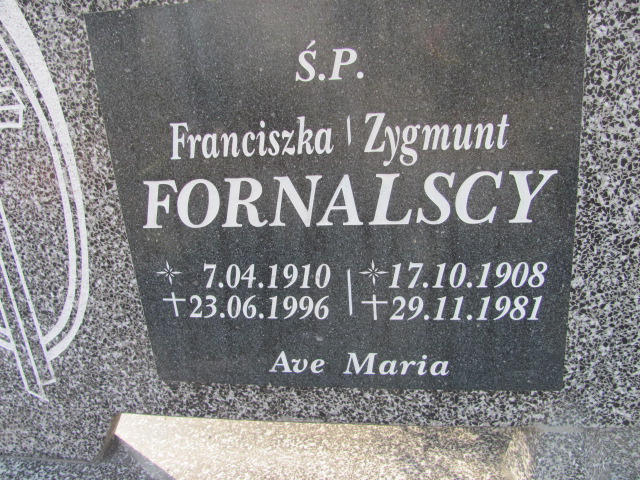 Ś.P.
Franciszka | Zygmunt
FORNALSCY
7.04.1910 | 17.10.1908
23.06.1996 | 29.11.1981
Ave Maria